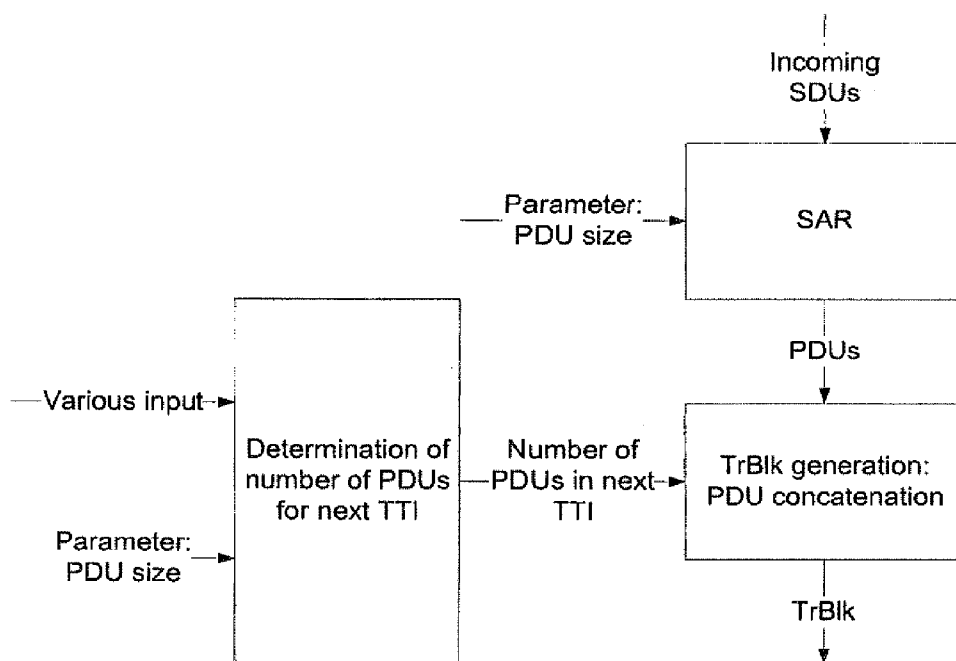 Incoming
SDUs
Parameter:
PDU size
SAR
PDUs
Various input
Determination of
number of PDUs
for next TTI
Number of
PDUs in next
TTI
TrBlk generation:
PDU concatenation
Parameter:
PDU size
TrBlk